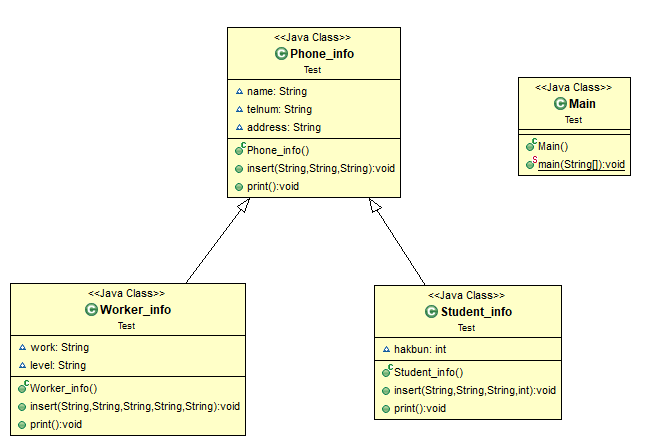 <<Java Class>>
Phone_info
Test
name: String
telnum: String
address: String
Phone_info()
insert(String,String,String):void
print():void
<<Java Class>>
Main
Test
Main()
main(String[]):void
<<Java Class>>
Worker_info
Test
work: String
level: String
Worker_info()
insert(String,String,String,String,String):void
print():void
<<Java Class>>
Student_info
Test
hakbun: int
Student_info()
insert(String,String,String,int):void
print():void